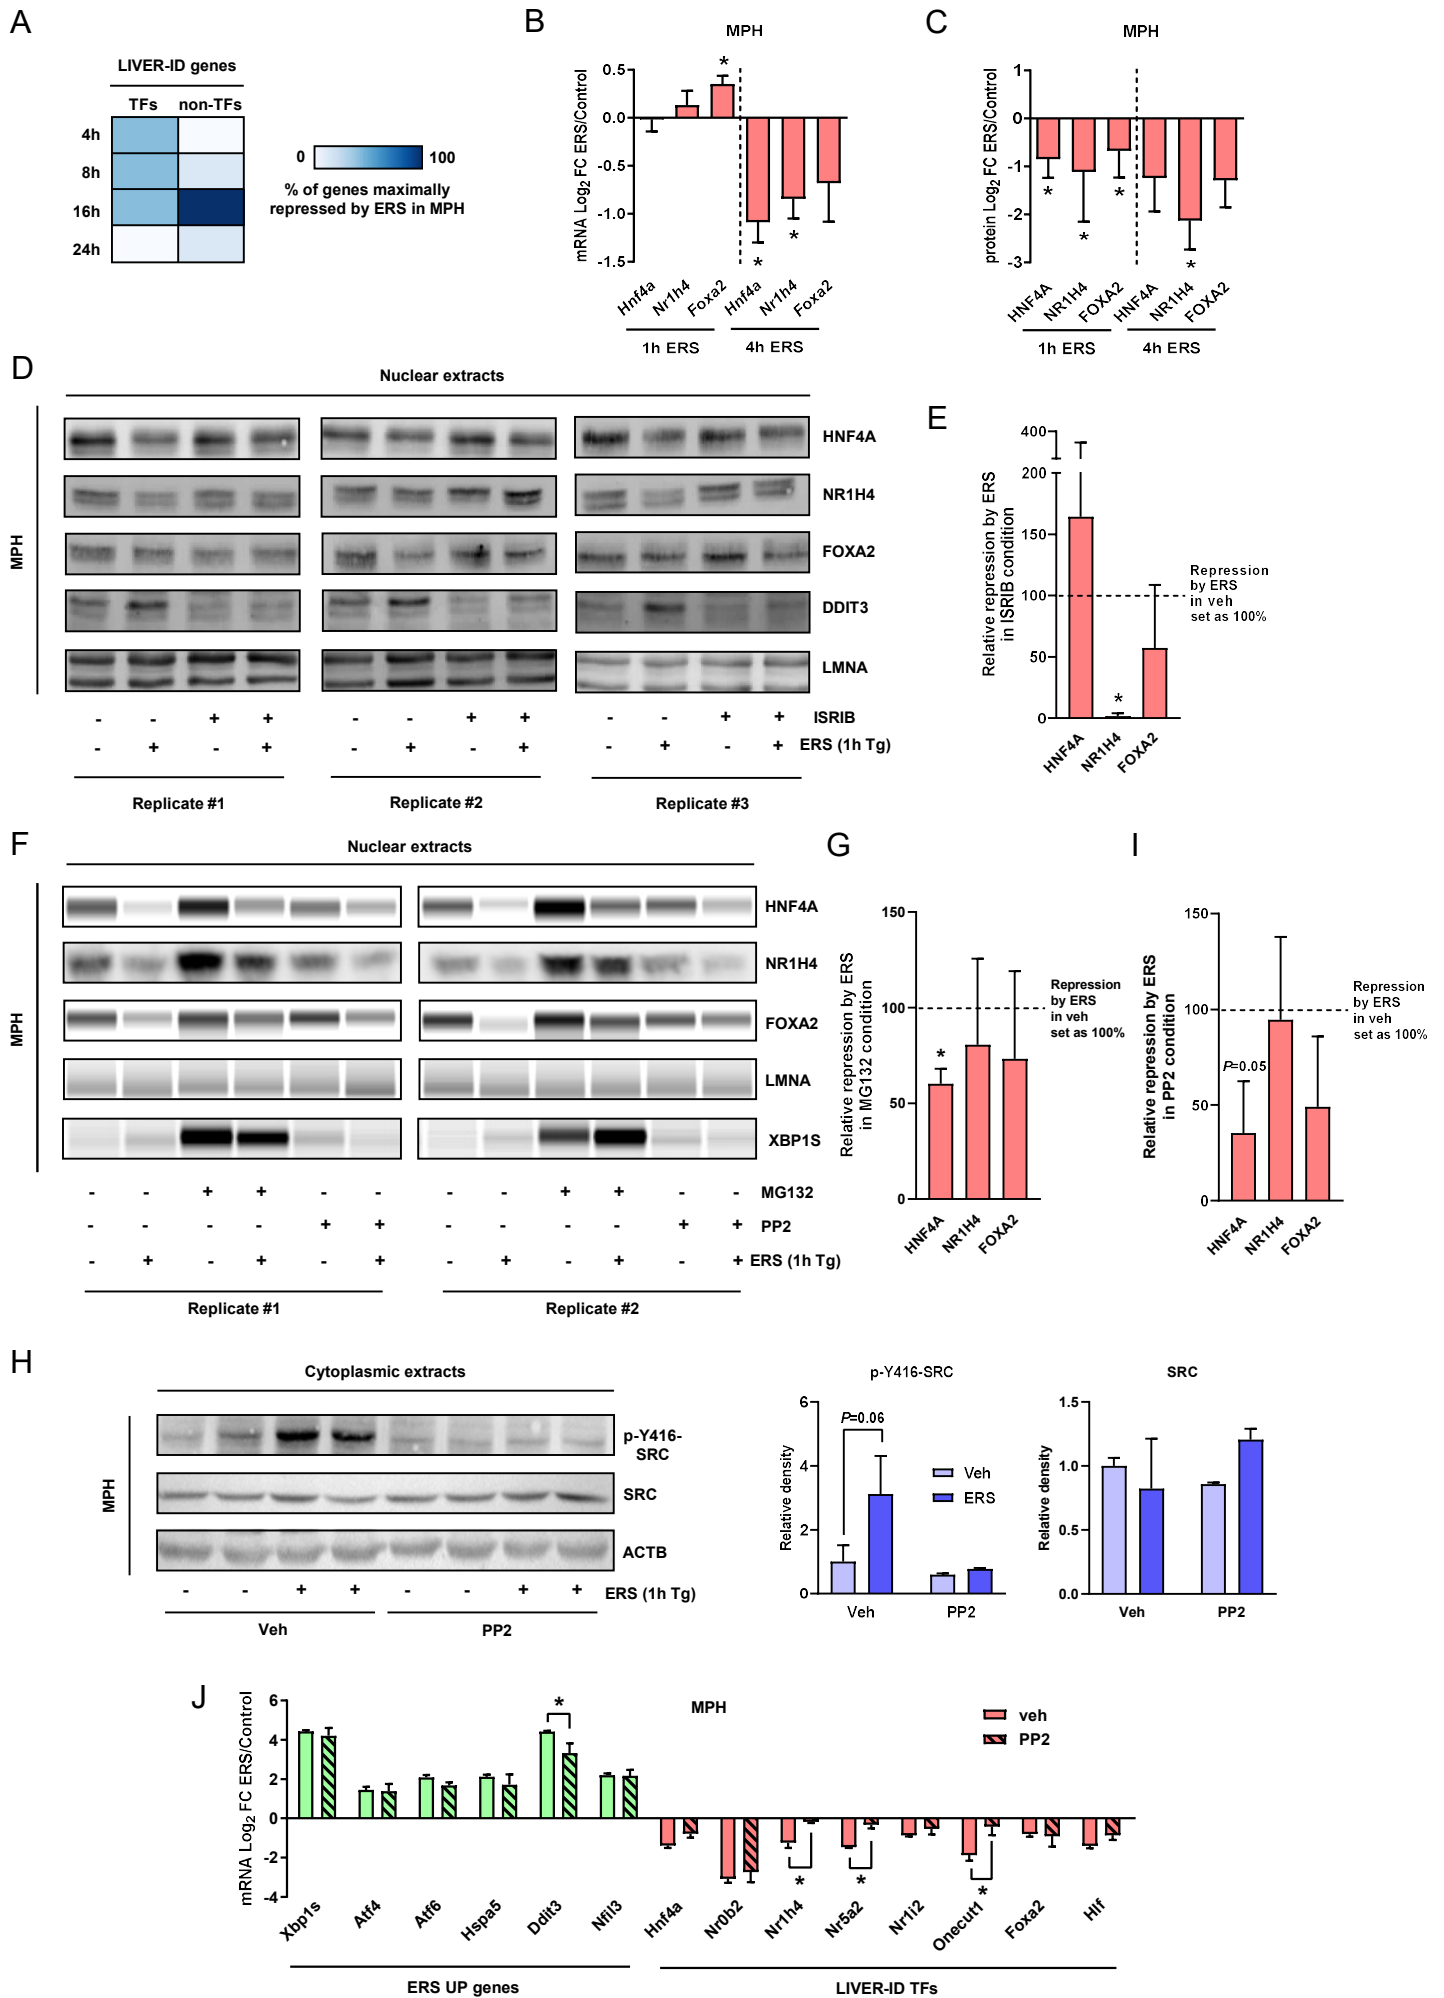 A
LIVER-ID genes
TFs non-TFs
4h
8h
16h
24h
0 100
% of genes maximally
repressed by ERS in MPH
B
MPH
mRNA Log2 FC ERS/Control
0.5
0.0
-0.5
-1.0
-1.5
*
*
*
Hnf4a Nr1h4 Foxa2 Hnf4a Nr1h4 Foxa2
1h ERS 4h ERS
C
MPH
protein Log2 FC ERS/Control
1
0
-1
-2
-3
* * * *
HNF4A NR1H4 FOXA2 HNF4A NR1H4 FOXA2
1h ERS 4h ERS
D
Nuclear extracts
MPH
HNF4A
NR1H4
FOXA2
DDIT3
LMNA
- - + + - - + + - - + + ISRIB
- + - + - + - + - + - + ERS (1h Tg)
Replicate #1 Replicate #2 Replicate #3
E
Relative repression by ERS
in ISRIB condition
400
200
150
100
50
0
*
Repression
by ERS
in veh
set as 100%
HNF4A NR1H4 FOXA2
F
Nuclear extracts
MPH
HNF4A
NR1H4
FOXA2
LMNA
XBP1S
- - + + - - - - + + - - MG132
- - - - + + - - - - + + PP2
- + - + - + - + - + - + ERS (1h Tg)
Replicate #1 Replicate #2
G
Relative repression by ERS
in MG132 condition
150
100
50
0
*
Repression
by ERS
in veh
set as 100%
HNF4A NR1H4 FOXA2
I
Relative repression by ERS
in PP2 condition
150
100
50
0
P=0.05
Repression
by ERS
in veh
set as 100%
HNF4A NR1H4 FOXA2
H
Cytoplasmic extracts
MPH
p-Y416-
SRC
SRC
ACTB
- - + + - - + + ERS (1h Tg)
Veh PP2
p-Y416-SRC
Relative density
6
4
2
0
P=0.06
Veh
ERS
Veh PP2
SRC
Relative density
1.5
1.0
0.5
0.0
Veh PP2
J
MPH
mRNA Log2 FC ERS/Control
6
4
2
0
-2
-4
*
* * *
veh
PP2
Xbp1s Atf4 Atf6 Hspa5 Ddit3 Nfil3 Hnf4a Nr0b2 Nr1h4 Nr5a2 Nr1i2 Onecut1 Foxa2 Hlf
ERS UP genes LIVER-ID TFs